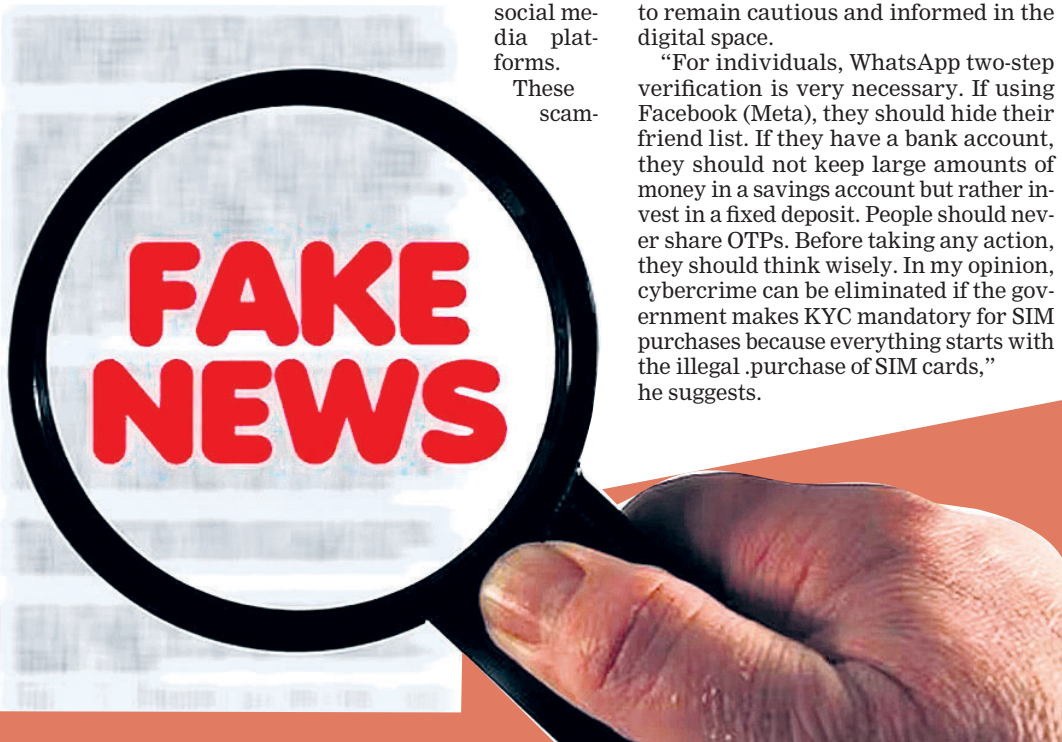 social me-
dia plat-
forms.
These
scam-
to remain cautious and informed in the
digital space.
“For individuals, WhatsApp two-step
verification is very necessary. If using
Facebook (Meta), they should hide their
friend list. If they have a bank account,
they should not keep large amounts of
money in a savings account but rather in-
vest in a fixed deposit. People should nev-
er share OTPs. Before taking any action,
they should think wisely. In my opinion,
cybercrime can be eliminated if the gov-
ernment makes KYC mandatory for SIM
purchases because everything starts with
the illegal .purchase of SIM cards,”
he suggests.
FAKE
NEWS